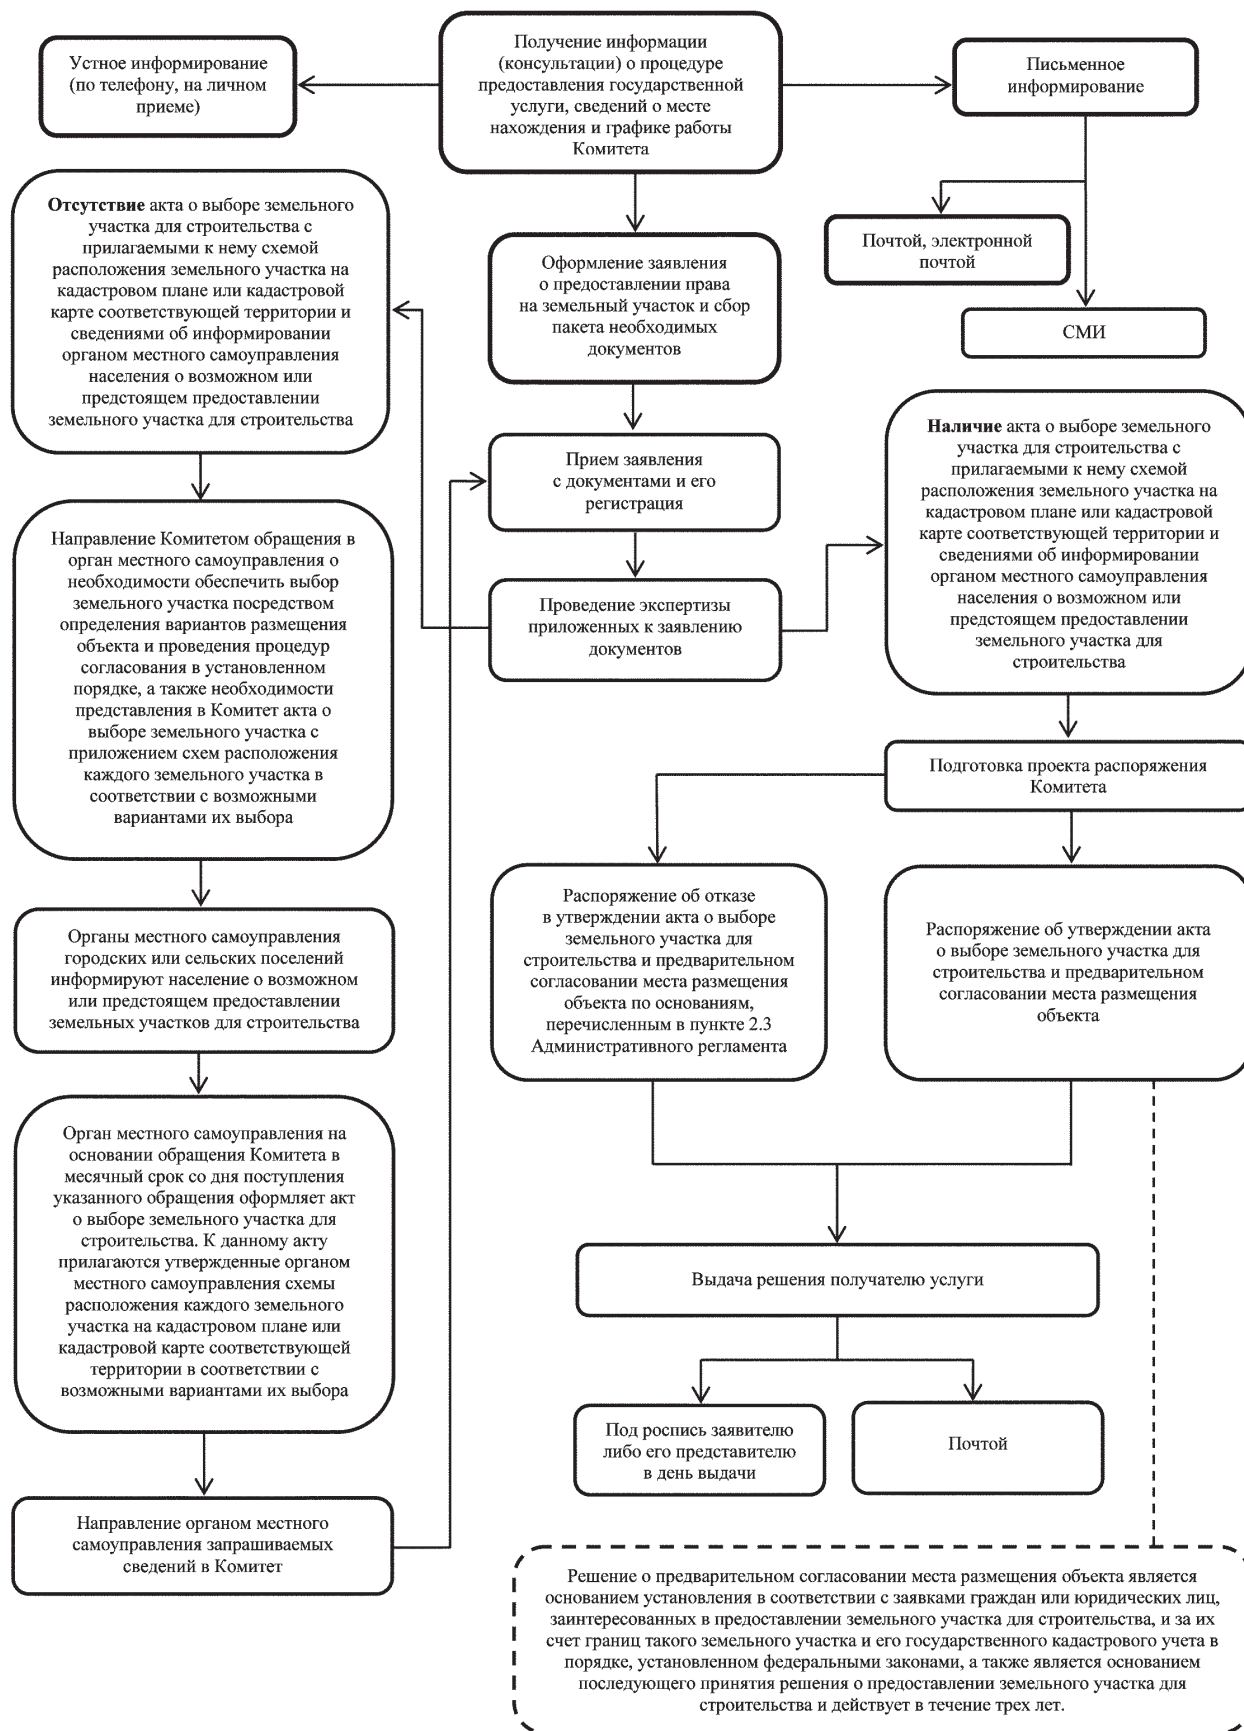 Получение информации
(консультации) о процедуре
предоставления государственной
услуги, сведений о месте
нахождения и графике работы
Комитета
Устное информирование
(по телефону, на личном
приеме)
Письменное
информирование
Почтой, электронной
почтой
СМИ
Оформление заявления
о предоставлении права
на земельный участок и сбор
пакета необходимых
документов
Прием заявления
с документами и его
регистрация
Проведение экспертизы
приложенных к заявлению
документов
Отсутствие акта о выборе земельного
участка для строительства с
прилагаемыми к нему схемой
расположения земельного участка на
кадастровом плане или кадастровой
карте соответствующей территории и
сведениями об информировании
органом местного самоуправления
населения о возможном или
предстоящем предоставлении
земельного участка для строительства
Направление Комитетом обращения в
орган местного самоуправления о
необходимости обеспечить выбор
земельного участка посредством
определения вариантов размещения
объекта и проведения процедур
согласования в установленном
порядке, а также необходимости
представления в Комитет акта о
выборе земельного участка с
приложением схем расположения
каждого земельного участка в
соответствии с возможными
вариантами их выбора
Органы местного самоуправления
городских или сельских поселений
информируют население о возможном
или предстоящем предоставлении
земельных участков для строительства
Орган местного самоуправления на
основании обращения Комитета в
месячный срок со дня поступления
указанного обращения оформляет акт
о выборе земельного участка для
строительства. К данному акту
прилагаются утвержденные органом
местного самоуправления схемы
расположения каждого земельного
участка на кадастровом плане или
кадастровой карте соответствующей
территории в соответствии с
возможными вариантами их выбора
Направление органом местного
самоуправления запрашиваемых
сведений в Комитет
Наличие акта о выборе земельного
участка для строительства с
прилагаемыми к нему схемой
расположения земельного участка на
кадастровом плане или кадастровой
карте соответствующей территории и
сведениями об информировании
органом местного самоуправления
населения о возможном или
предстоящем предоставлении
земельного участка для
строительства
Подготовка проекта распоряжения
Комитета
Распоряжение об отказе
в утверждении акта о выборе
земельного участка для
строительства и предварительном
согласовании места размещения
объекта по основаниям,
перечисленным в пункте 2.3
Административного регламента
Распоряжение об утверждении акта
о выборе земельного участка для
строительства и предварительном
согласовании места размещения
объекта
Выдача решения получателю услуги
Под роспись заявителю
либо его представителю
в день выдачи
Почтой
Решение о предварительном согласовании места размещения объекта является
основанием установления в соответствии с заявками граждан или юридических лиц,
заинтересованных в предоставлении земельного участка для строительства, и за их
счет границ такого земельного участка и его государственного кадастрового учета в
порядке, установленном федеральными законами, а также является основанием
последующего принятия решения о предоставлении земельного участка для
строительства и действует в течение трех лет.